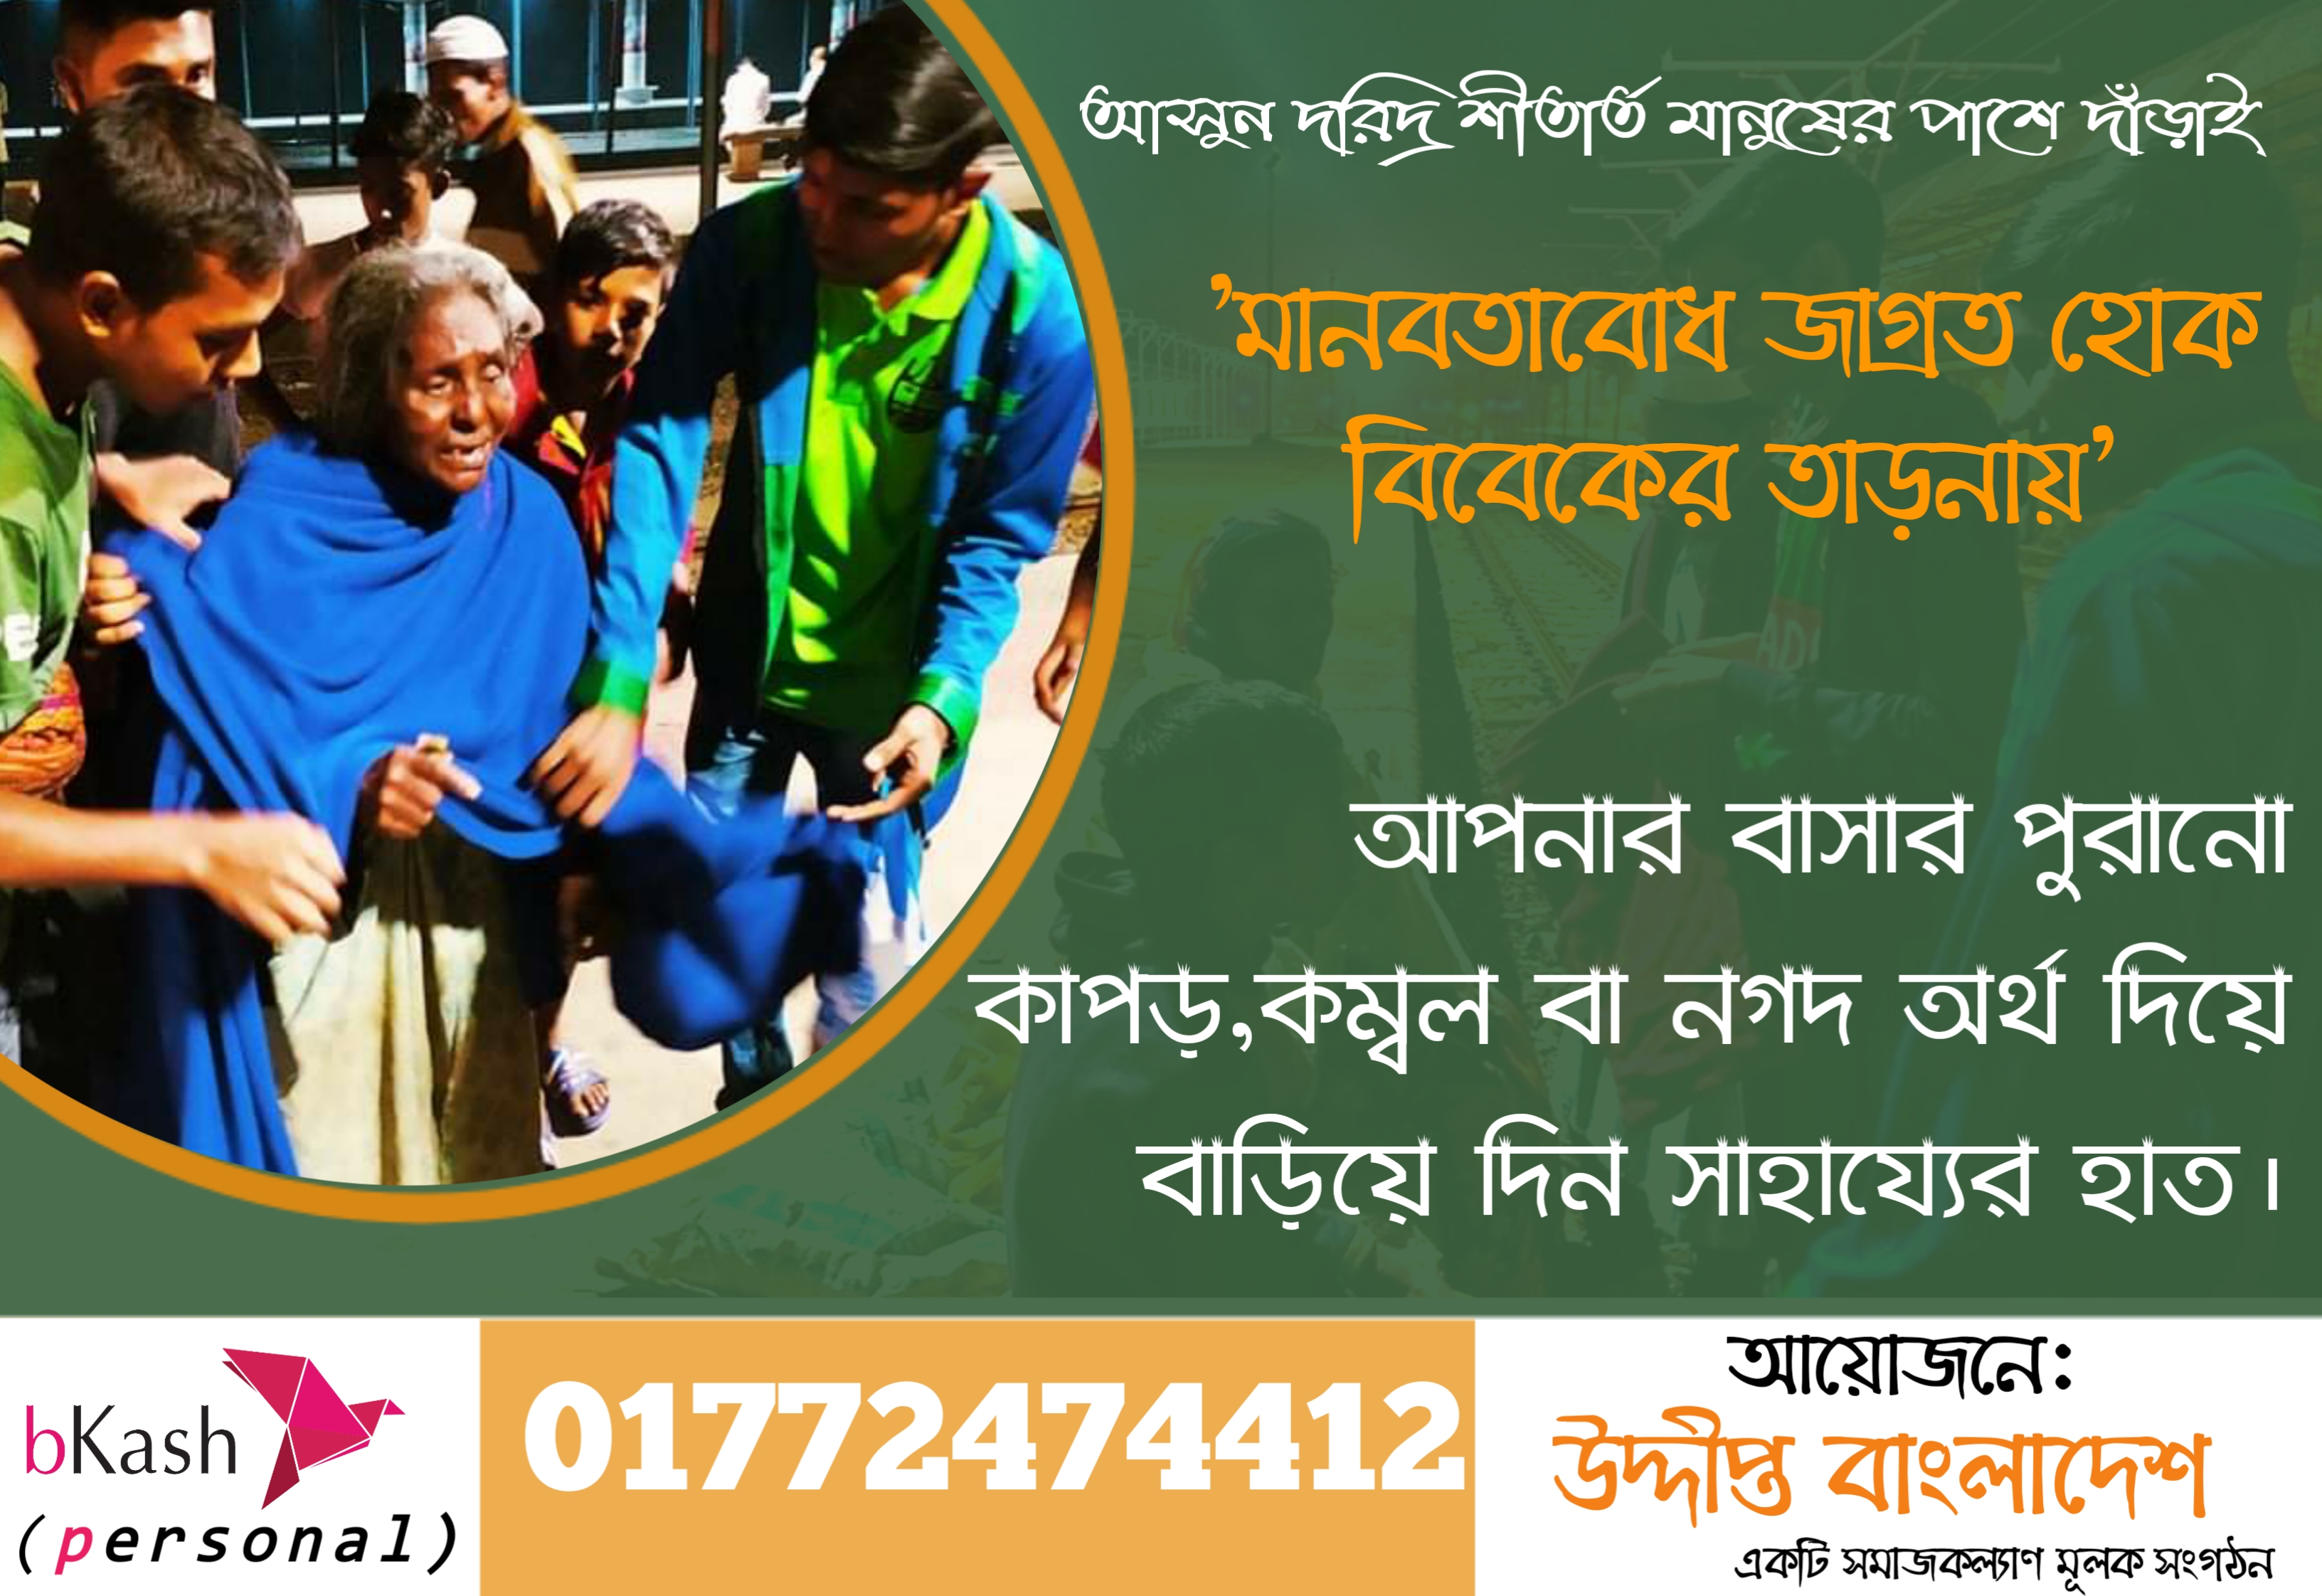 আসুন দরিদ্র শীতার্ত মানুষের পাশে দাঁড়াই
’মানবতাবোধ জাগ্রত হোক
বিবেকের তাড়নায়’
আপনার বাসার পুরানো
কাপড়,কম্বল বা নগদ অর্থ দিয়ে
বাড়িয়ে দিন সাহায্যের হাত।
bKash
(personal)
01772474412
আয়োজনে:
উদ্দীপ্ত বাংলাদেশ
একটি সমাজকল্যাণ মূলক সংগঠন